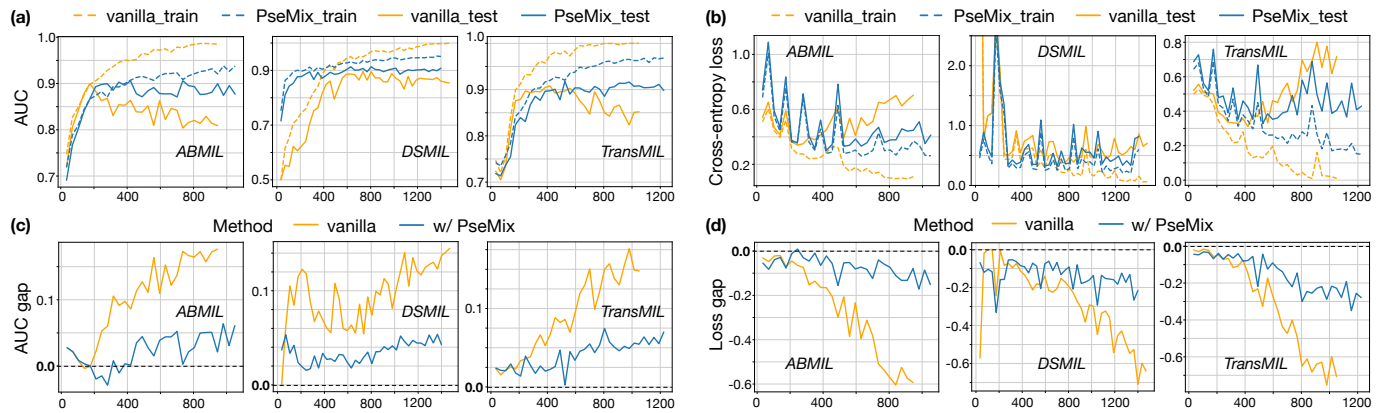 (a) vanilla_train PseMix_train vanilla_test PseMix_test
AUC
1.0
0.9
0.8
0.7
0 400 800
ABMIL
0.9
0.7
0.5
0 400 800 1400
DSMIL
1.0
0.9
0.8
0.7
0 400 800 1200
TransMIL
(b) vanilla_train PseMix_train vanilla_test PseMix_test
Cross-entropy loss
1.0
0.6
0.2
0 400 800
ABMIL
2.0
1.0
0.0
0 400 800 1400
DSMIL
0.8
0.6
0.4
0.2
0.0
0 400 800 1200
TransMIL
(c) Method vanilla w/ PseMix
AUC gap
0.1
0.0
0 400 800
ABMIL
0.1
0.0
0 400 800 1400
DSMIL
0.1
0.0
0 400 800 1200
TransMIL
(d) Method vanilla w/ PseMix
Loss gap
0.0
-0.2
-0.4
-0.6
0 400 800
ABMIL
0.0
-0.2
-0.4
-0.6
0 400 800 1400
DSMIL
0.0
-0.2
-0.4
-0.6
0 400 800 1200
TransMIL